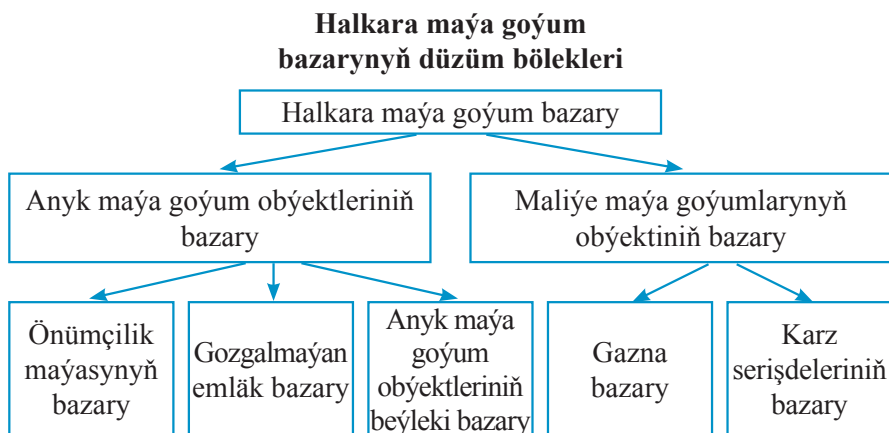 Halkara maýa goýum
bazarynyň düzüm bölekleri
Halkara maýa goýum bazary
Anyk maýa goýum obýektleriniň
bazary
Maliýe maýa goýumlarynyň
obýektiniň bazary
Önümçilik
maýasynyň
bazary
Gozgalmaýan
emläk bazary
Anyk maýa
goýum
obýektleriniň
beýleki bazary
Gazna
bazary
Karz
serişdeleriniň
bazary